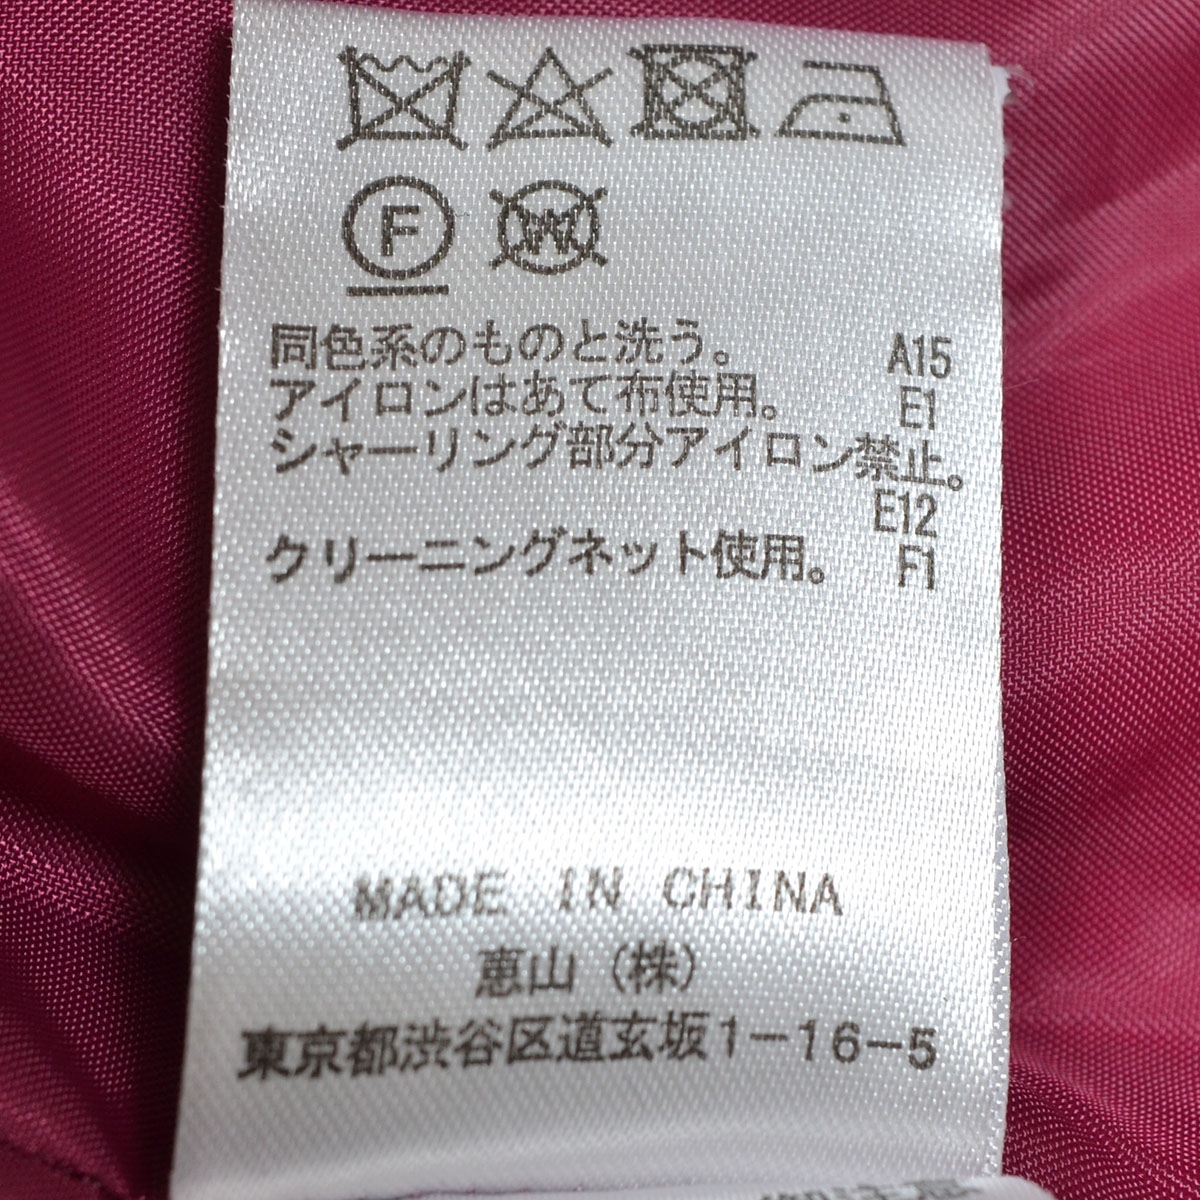 F W
同色系のものと洗う。 A15
アイロンはあて布使用。 E1
シャーリング部分アイロン禁止。
E12
クリーニングネット使用。 F1
MADE IN CHINA
恵山（株）
東京都渋谷区道玄坂1-16-5